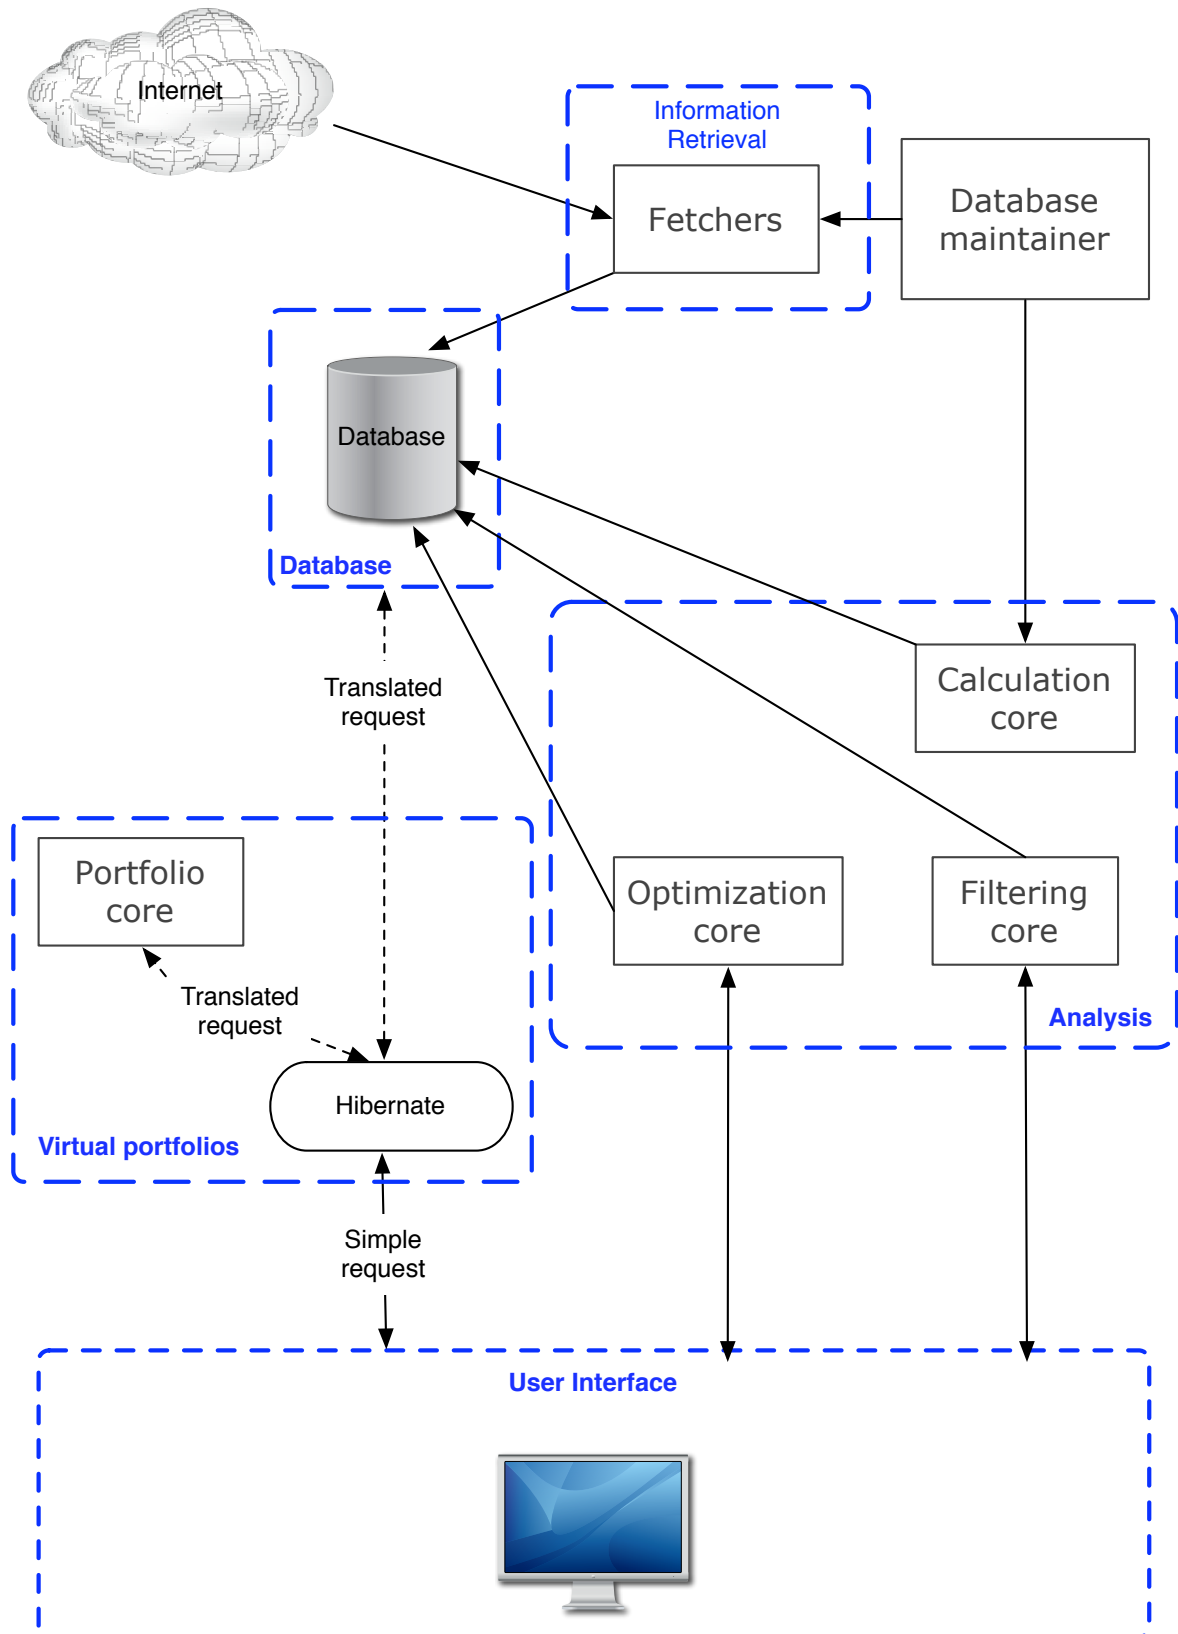 Internet
Information
Retrieval
Fetchers
Database
maintainer
Database
Database
Translated
request
Calculation
core
Portfolio
core
Optimization
core
Filtering
core
Translated
request
Analysis
Hibernate
Virtual portfolios
Simple
request
User Interface